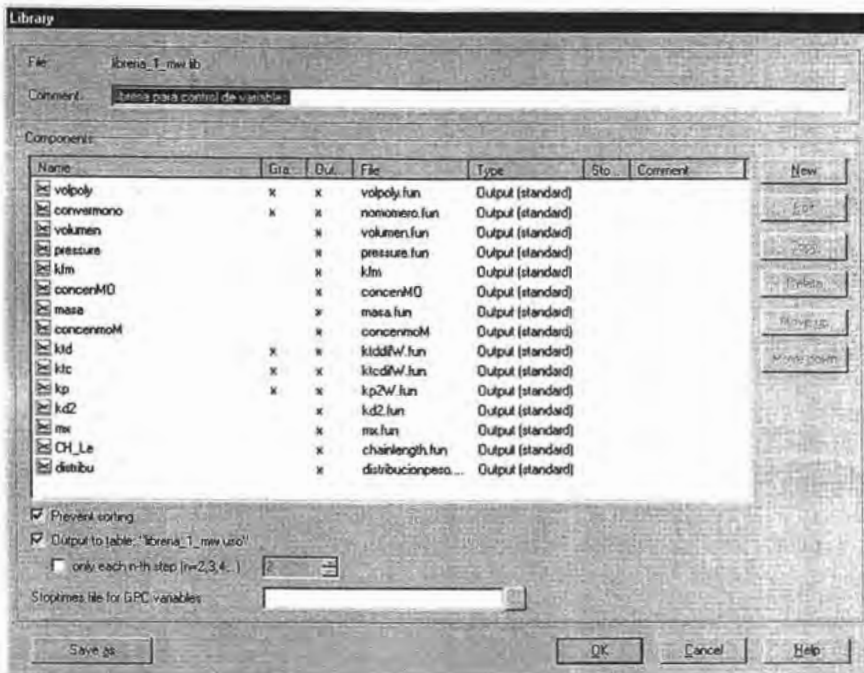 Library
File: libreria_1_mw.lib
Comment: libreria para control de variables
Components:
Name Gra... Out... File Type Sto... Comment
volpoly x x volpoly.fun Output (standard)
convermono x x nomomero.fun Output (standard)
volumen x volumen.fun Output (standard)
pressure x pressure.fun Output (standard)
kfm x kfm Output (standard)
concenMO x concenMO Output (standard)
masa x masa.fun Output (standard)
concenmoM x concenmoM Output (standard)
ktd x x ktddifW.fun Output (standard)
ktc x x ktcdifW.fun Output (standard)
kp x x kp2W.fun Output (standard)
kd2 x kd2.fun Output (standard)
mx x mx.fun Output (standard)
CH_Le x chainlength.fun Output (standard)
distribu x distribucionpeso.... Output (standard)
New
Edit
Copy
Delete
Move up
Move down
Prevent sorting
Output to table: "libreria_1_mw.uso"
only each n-th step (n=2,3,4,..) 2
Stoptimes file for GPC variables
Save as OK Cancel Help